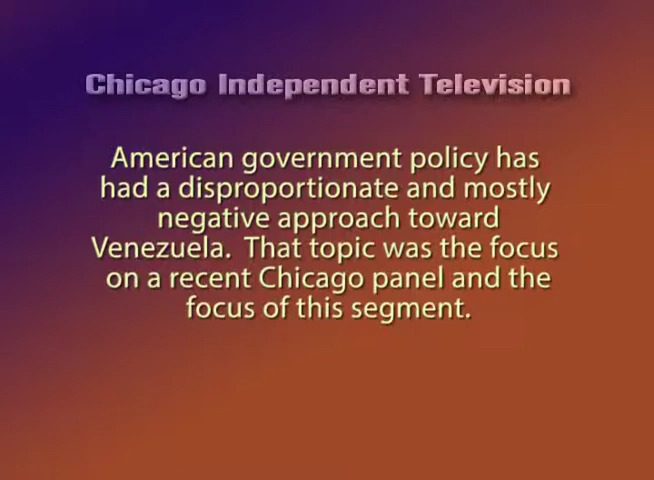 Chicago Independent Television
American government policy has
had a disproportionate and mostly
negative approach toward
Venezuela.  That topic was the focus
on a recent Chicago panel and the
focus of this segment.